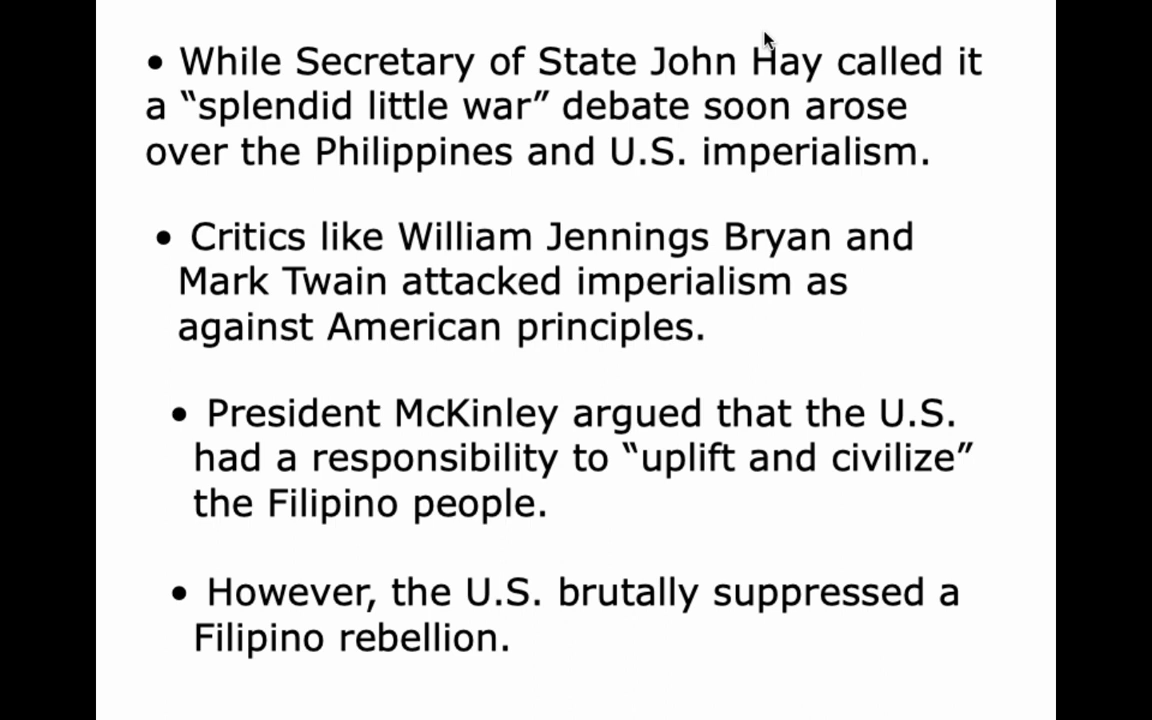 • While Secretary of State John Hay called it
a “splendid little war” debate soon arose
over the Philippines and U.S. imperialism.
• Critics like William Jennings Bryan and
Mark Twain attacked imperialism as
against American principles.
• President McKinley argued that the U.S.
had a responsibility to “uplift and civilize”
the Filipino people.
• However, the U.S. brutally suppressed a
Filipino rebellion.